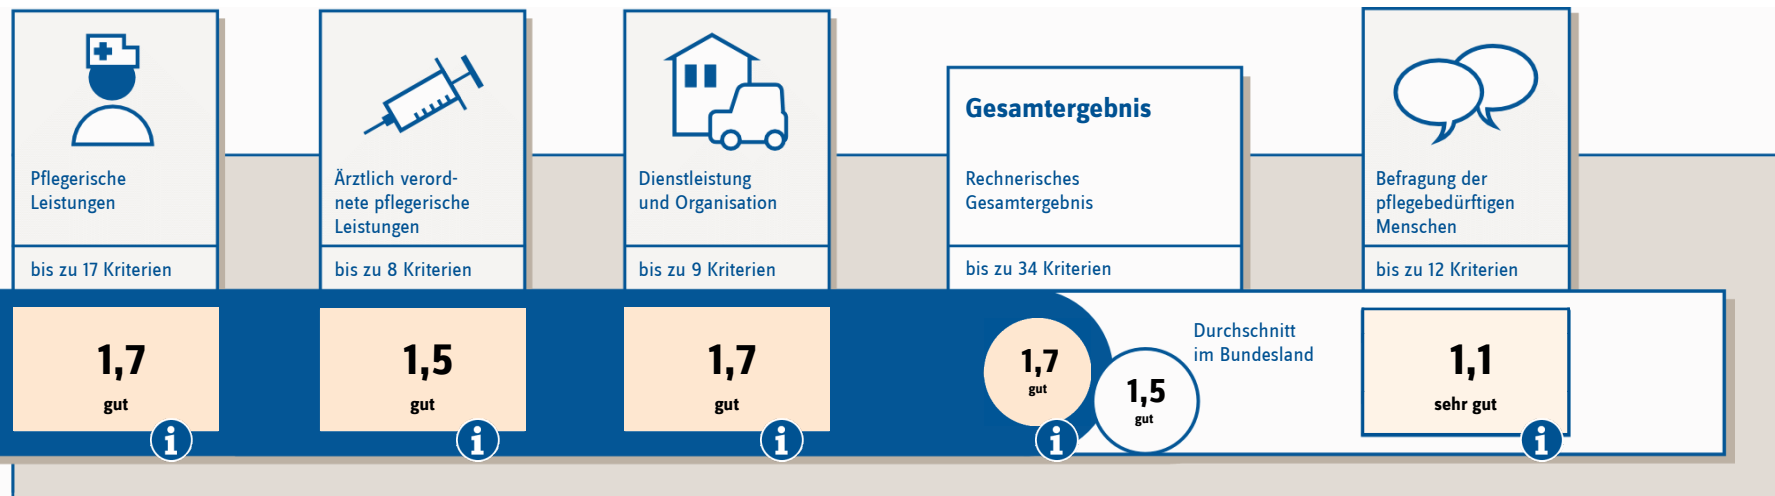 Pflegerische
Leistungen
bis zu 17 Kriterien
1,7
gut
i
Ärztlich verord-
nete pflegerische
Leistungen
bis zu 8 Kriterien
1,5
gut
i
Dienstleistung
und Organisation
bis zu 9 Kriterien
1,7
gut
i
Gesamtergebnis
Rechnerisches
Gesamtergebnis
bis zu 34 Kriterien
1,7
gut
i
1,5
gut
Durchschnitt
im Bundesland
Befragung der
pflegebedürftigen
Menschen
bis zu 12 Kriterien
1,1
sehr gut
i